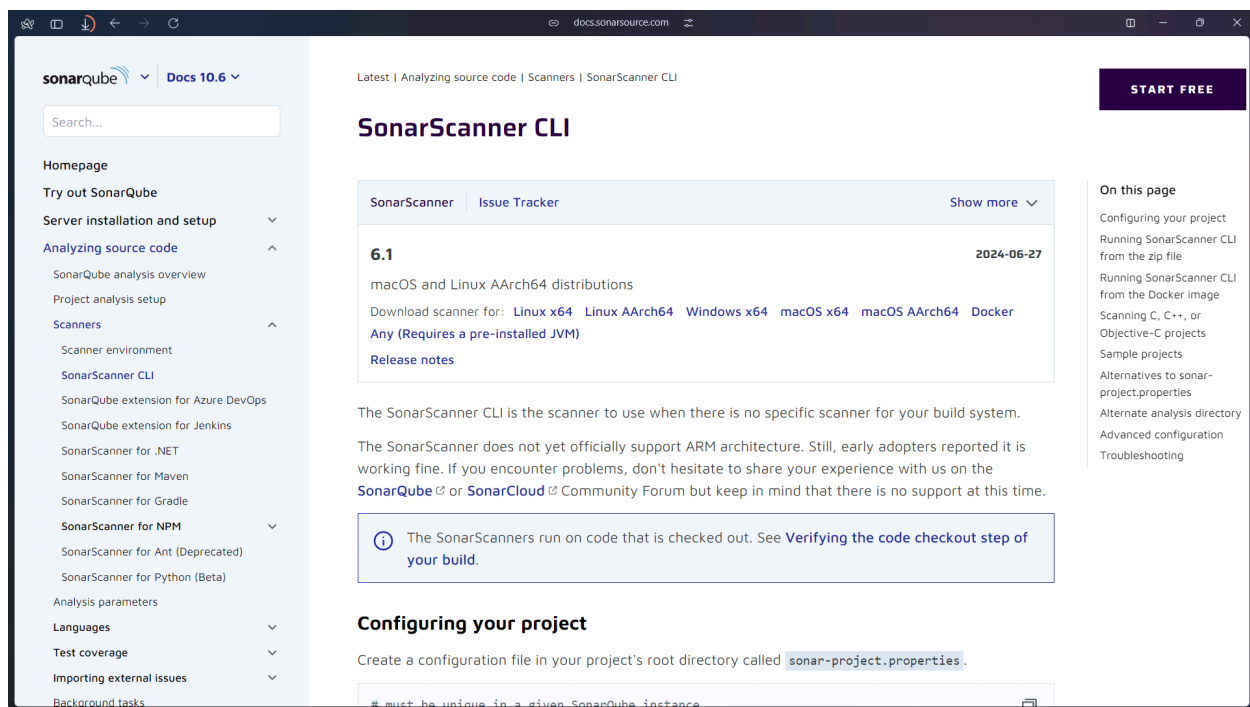 docs.sonarsource.com
sonarqube
Docs 10.6
Search...
Homepage
Try out SonarQube
Server installation and setup
Analyzing source code
SonarQube analysis overview
Project analysis setup
Scanners
Scanner environment
SonarScanner CLI
SonarQube extension for Azure DevOps
SonarQube extension for Jenkins
SonarScanner for .NET
SonarScanner for Maven
SonarScanner for Gradle
SonarScanner for NPM
SonarScanner for Ant (Deprecated)
SonarScanner for Python (Beta)
Analysis parameters
Languages
Test coverage
Importing external issues
Background tasks
Latest | Analyzing source code | Scanners | SonarScanner CLI
SonarScanner CLI
SonarScanner
Issue Tracker
Show more
6.1
2024-06-27
macOS and Linux AArch64 distributions
Download scanner for: Linux x64 Linux AArch64 Windows x64 macOS x64 macOS AArch64 Docker
Any (Requires a pre-installed JVM)
Release notes
The SonarScanner CLI is the scanner to use when there is no specific scanner for your build system.
The SonarScanner does not yet officially support ARM architecture. Still, early adopters reported it is
working fine. If you encounter problems, don't hesitate to share your experience with us on the
SonarQube or SonarCloud Community Forum but keep in mind that there is no support at this time.
The SonarScanners run on code that is checked out. See Verifying the code checkout step of
your build.
Configuring your project
Create a configuration file in your project's root directory called sonar-project.properties.
# must be unique in a given SonarQube instance
START FREE
On this page
Configuring your project
Running SonarScanner CLI
from the zip file
Running SonarScanner CLI
from the Docker image
Scanning C, C++, or
Objective-C projects
Sample projects
Alternatives to sonar-
project.properties
Alternate analysis directory
Advanced configuration
Troubleshooting